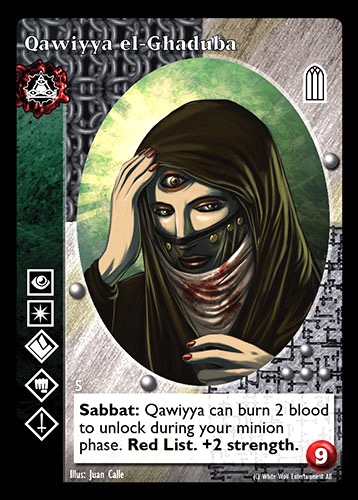 Qawiyya el-Ghaduba
5
Sabbat: Qawiyya can burn 2 blood
to unlock during your minion
phase. Red List. +2 strength.
9
Illus: Juan Calle
(C) White Wolf Entertainment AB